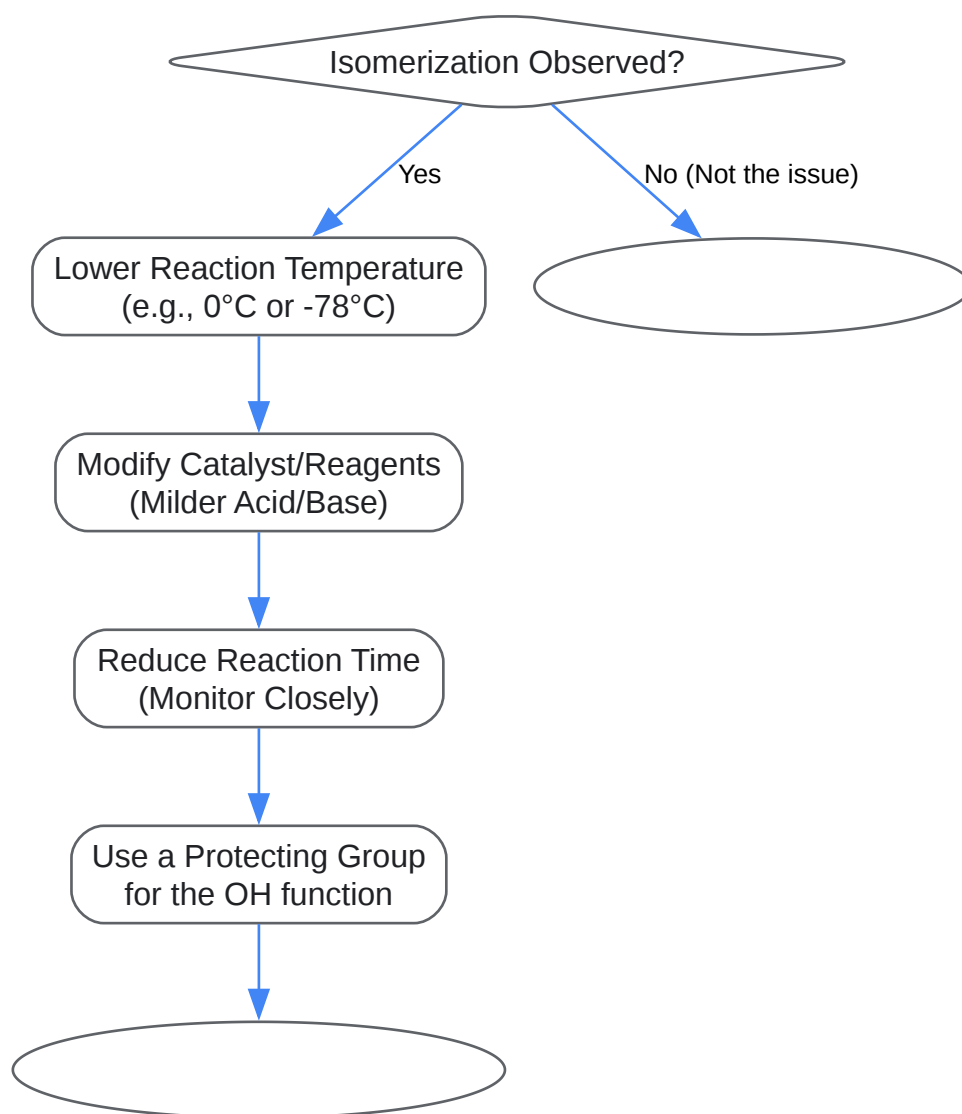 Isomerization Observed?
Yes
No (Not the issue)
Lower Reaction Temperature
(e.g., 0°C or -78°C)
Modify Catalyst/Reagents
(Milder Acid/Base)
Reduce Reaction Time
(Monitor Closely)
Use a Protecting Group
for the OH function